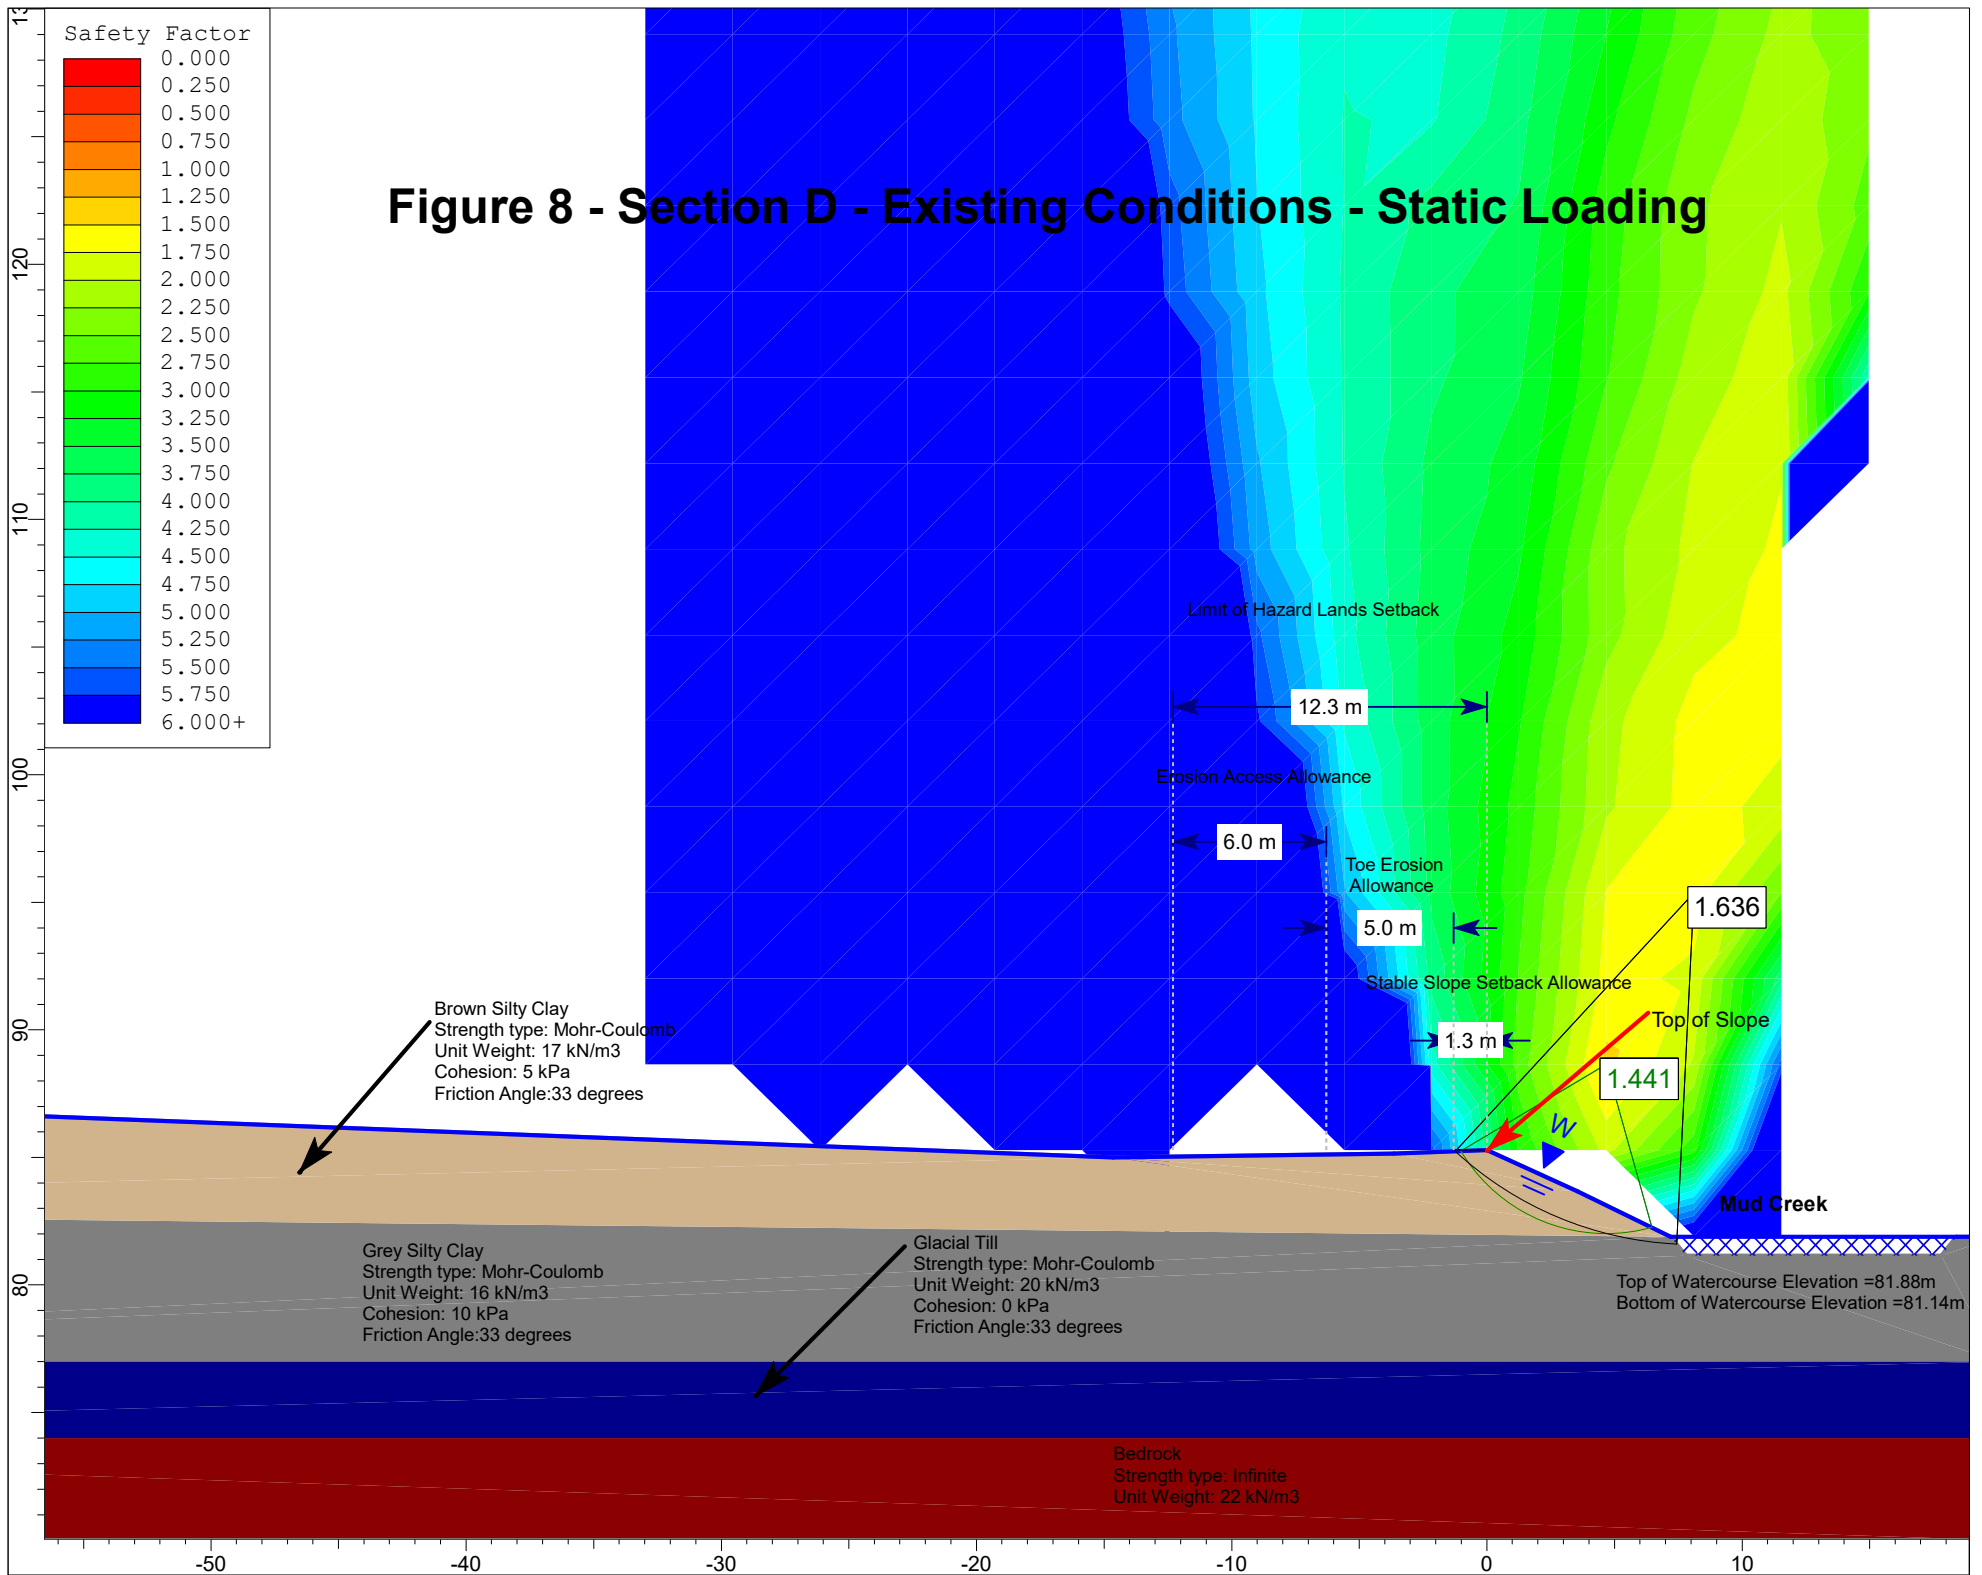 Safety Factor
0.000
0.250
0.500
0.750
1.000
1.250
1.500
1.750
2.000
2.250
2.500
2.750
3.000
3.250
3.500
3.750
4.000
4.250
4.500
4.750
5.000
5.250
5.500
5.750
6.000+
Figure 8 - Section D - Existing Conditions - Static Loading
Limit of Hazard Lands Setback
12.3 m
Erosion Access Allowance
6.0 m
Toe Erosion
Allowance
5.0 m
1.636
Stable Slope Setback Allowance
1.3 m
Top of Slope
1.441
W
Mud Creek
Brown Silty Clay
Strength type: Mohr-Coulomb
Unit Weight: 17 kN/m3
Cohesion: 5 kPa
Friction Angle:33 degrees
Grey Silty Clay
Strength type: Mohr-Coulomb
Unit Weight: 16 kN/m3
Cohesion: 10 kPa
Friction Angle:33 degrees
Glacial Till
Strength type: Mohr-Coulomb
Unit Weight: 20 kN/m3
Cohesion: 0 kPa
Friction Angle:33 degrees
Top of Watercourse Elevation =81.88m
Bottom of Watercourse Elevation =81.14m
Bedrock
Strength type: Infinite
Unit Weight: 22 kN/m3
120
110
100
90
80
-50
-40
-30
-20
-10
0
10